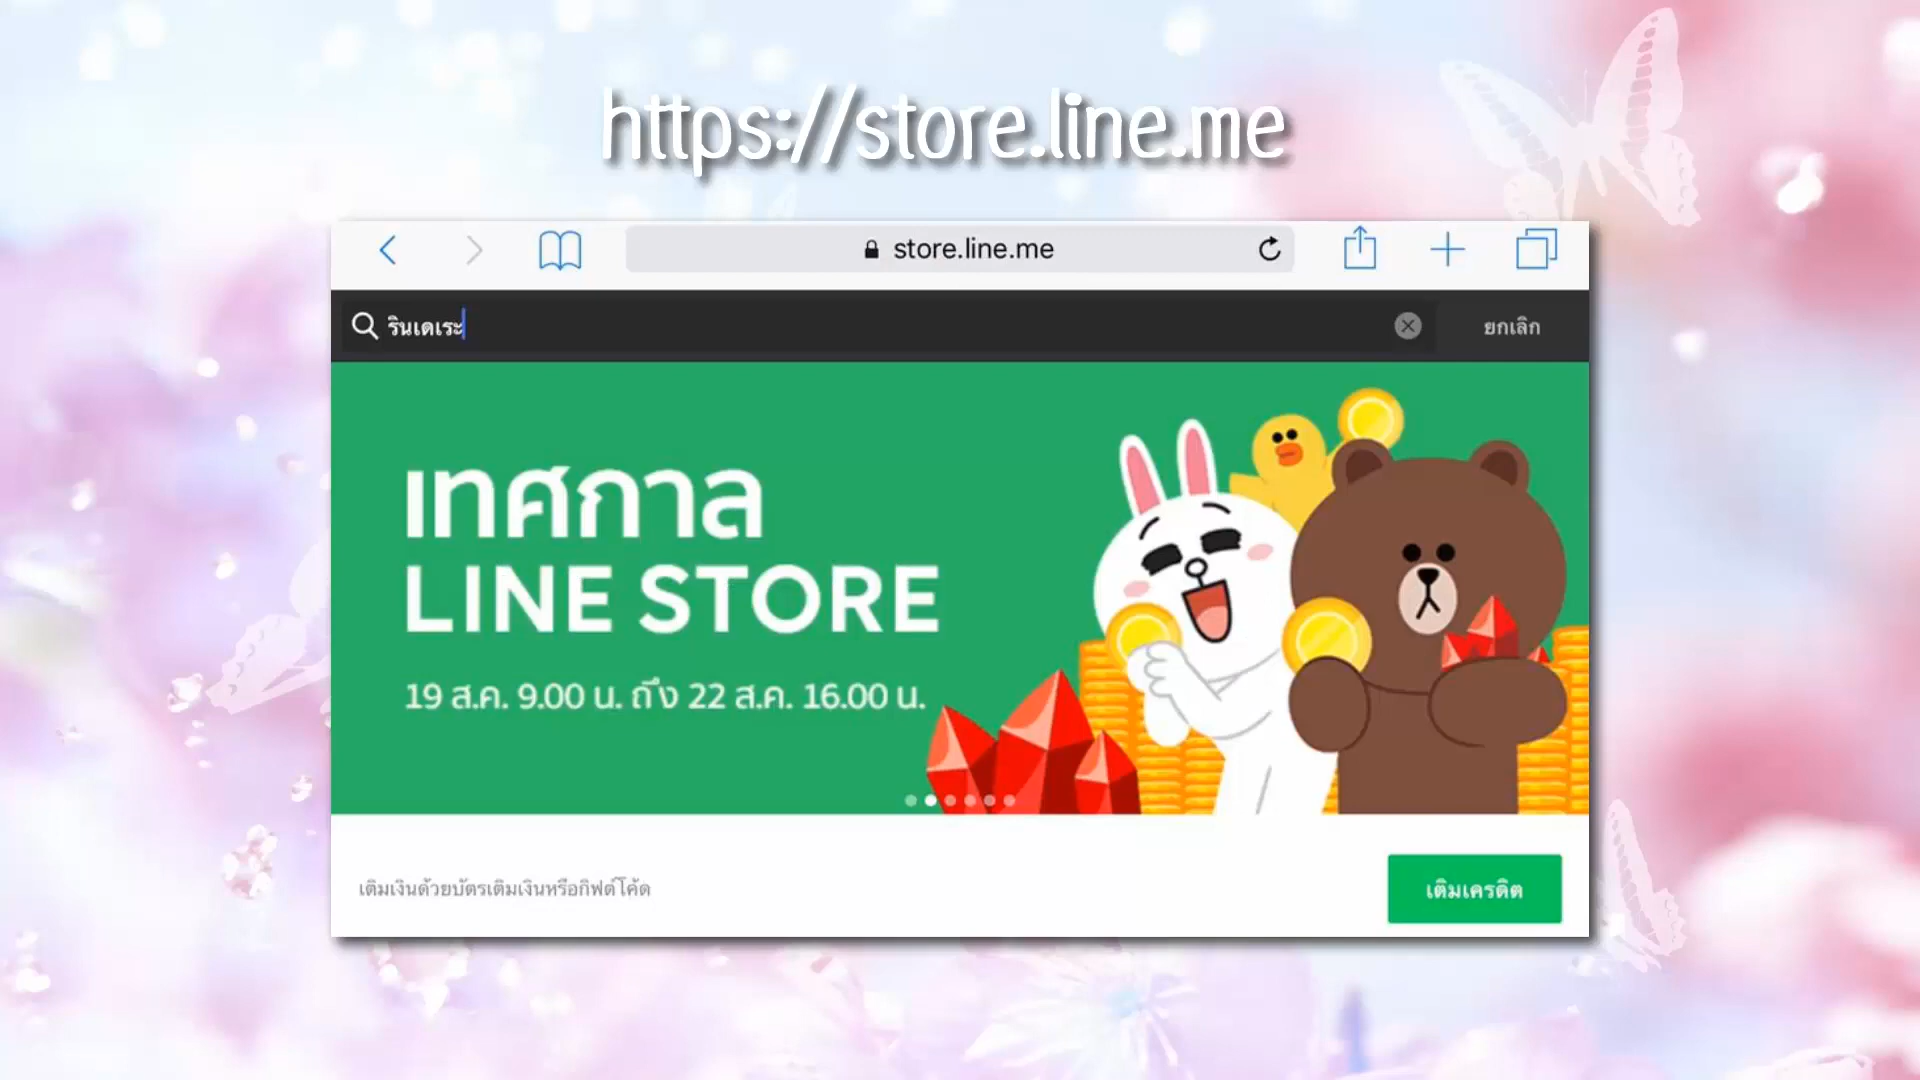 https://store.line.me
store.line.me
รินเดเระ
ยกเลิก
เทศกาล
LINE STORE
19 ส.ค. 9.00 น. ถึง 22 ส.ค. 16.00 น.
เติมเงินด้วยบัตรเติมเงินหรือกิฟต์โค้ด
เติมเครดิต